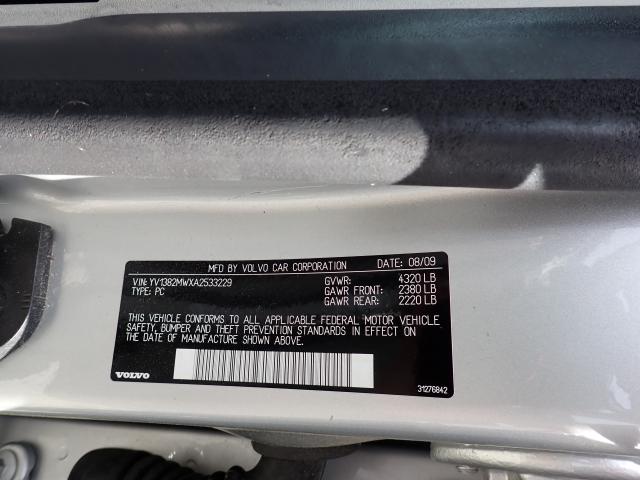 MFD BY VOLVO CAR CORPORATION DATE: 08/09
VIN: YV1382MWXA2533229 GVWR: 4320 LB
TYPE: PC GAWR FRONT: 2380 LB
GAWR REAR: 2220 LB
THIS VEHICLE CONFORMS TO ALL APPLICABLE FEDERAL MOTOR VEHICLE
SAFETY, BUMPER AND THEFT PREVENTION STANDARDS IN EFFECT ON
THE DATE OF MANUFACTURE SHOWN ABOVE.
VOLVO 31276842